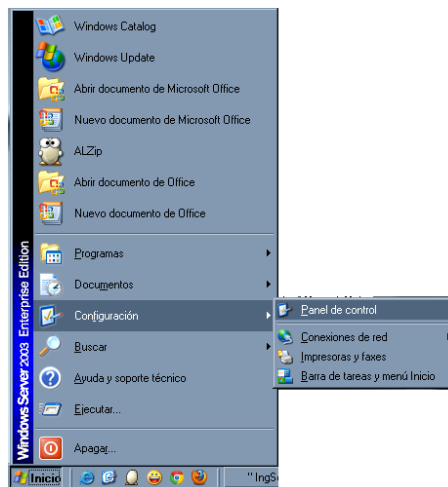 Windows Catalog
Windows Update
Abrir documento de Microsoft Office
Nuevo documento de Microsoft Office
ALZip
Abrir documento de Office
Nuevo documento de Office
Programas
Documentos
Configuración
Buscar
Ayuda y soporte técnico
Ejecutar...
Apagar...
Windows Server 2003 Enterprise Edition
Panel de control
Conexiones de red
Impresoras y faxes
Barra de tareas y menú Inicio
Inicio